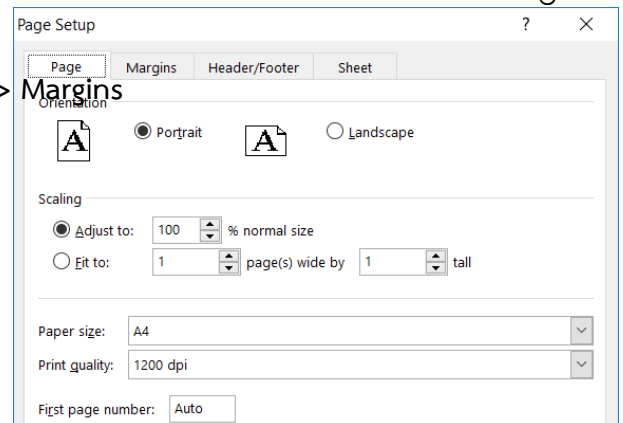 Page Setup ? ×
Page Margins Header/Footer Sheet
> Margins
Orientation
A Portrait A Landscape
Scaling
Adjust to: 100 % normal size
Fit to: 1 page(s) wide by 1 tall
Paper size: A4
Print quality: 1200 dpi
First page number: Auto